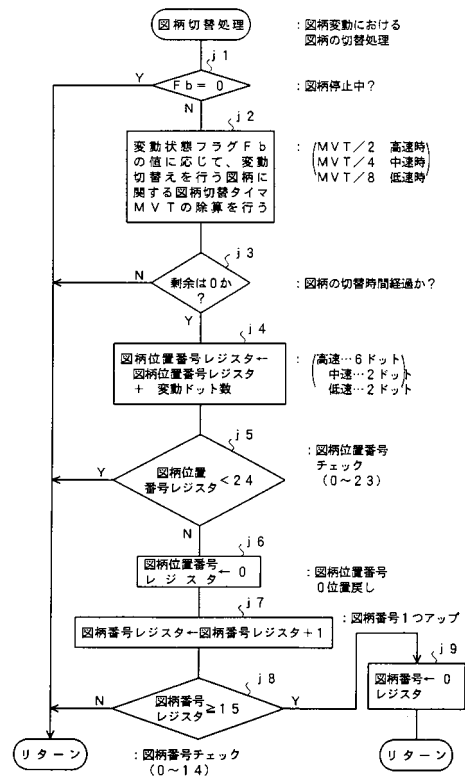 図柄切替処理
:図柄変動における
図柄の切替処理
j1
Y
Fb=0
:図柄停止中?
N
j2
変動状態フラグFb
の値に応じて、変動
切替えを行う図柄に
関する図柄切替タイマ
MVTの除算を行う
:(MVT/2 高速時
MVT/4 中速時
MVT/8 低速時)
j3
N
剰余は0か
?
:図柄の切替時間経過か?
Y
j4
図柄位置番号レジスタ←
図柄位置番号レジスタ
+ 変動ドット数
:(高速…6ドット
中速…2ドット
低速…2ドット)
j5
Y
図柄位置
番号レジスタ<24
:図柄位置番号
チェック
(0~23)
N
j6
図柄位置番号
レジスタ ← 0
:図柄位置番号
0位置戻し
j7
図柄番号レジスタ←図柄番号レジスタ+1
:図柄番号1つアップ
j8
N
図柄番号
レジスタ≧15
Y
j9
図柄番号← 0
レジスタ
リターン
:図柄番号チェック
(0~14)
リターン